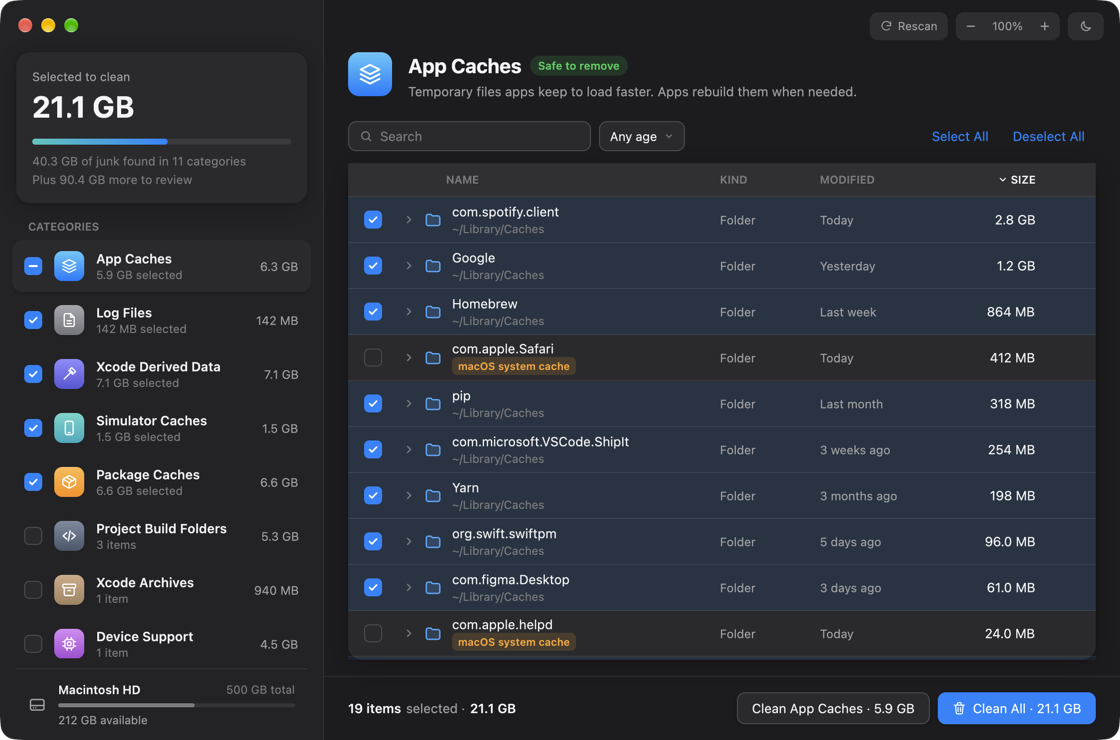 Rescan
100%
Selected to clean
21.1 GB
40.3 GB of junk found in 11 categories
Plus 90.4 GB more to review
CATEGORIES
App Caches
5.9 GB selected
6.3 GB
Log Files
142 MB selected
142 MB
Xcode Derived Data
7.1 GB selected
7.1 GB
Simulator Caches
1.5 GB selected
1.5 GB
Package Caches
6.6 GB selected
6.6 GB
Project Build Folders
3 items
5.3 GB
Xcode Archives
1 item
940 MB
Device Support
1 item
4.5 GB
Macintosh HD
500 GB total
212 GB available
App Caches
Safe to remove
Temporary files apps keep to load faster. Apps rebuild them when needed.
Search
Any age
Select All
Deselect All
NAME KIND MODIFIED SIZE
com.spotify.client
~/Library/Caches
Folder Today 2.8 GB
Google
~/Library/Caches
Folder Yesterday 1.2 GB
Homebrew
~/Library/Caches
Folder Last week 864 MB
com.apple.Safari
macOS system cache
Folder Today 412 MB
pip
~/Library/Caches
Folder Last month 318 MB
com.microsoft.VSCode.ShipIt
~/Library/Caches
Folder 3 weeks ago 254 MB
Yarn
~/Library/Caches
Folder 3 months ago 198 MB
org.swift.swiftpm
~/Library/Caches
Folder 5 days ago 96.0 MB
com.figma.Desktop
~/Library/Caches
Folder 3 days ago 61.0 MB
com.apple.helpd
macOS system cache
Folder Today 24.0 MB
19 items selected · 21.1 GB
Clean App Caches · 5.9 GB
Clean All · 21.1 GB